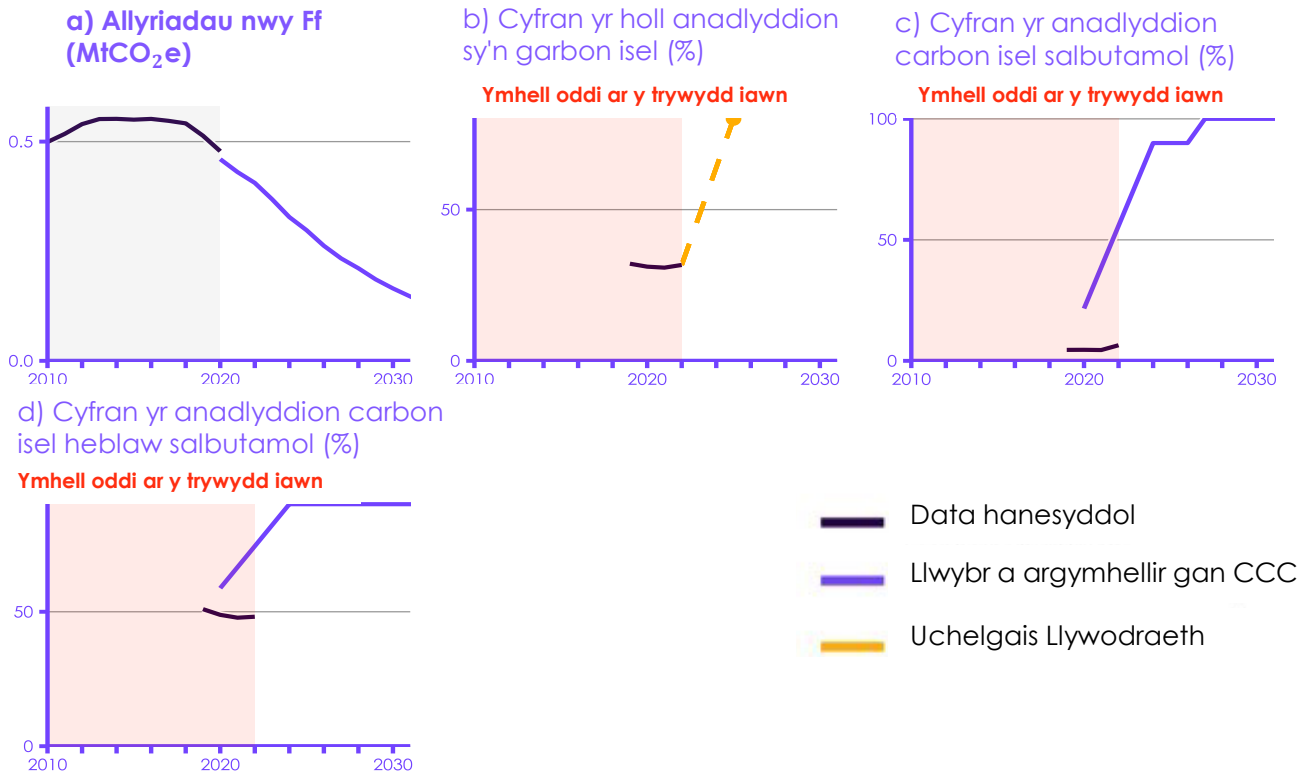 a) Allyriadau nwy Ff
(MtCO₂e)
0.5
0.0
2010
2020
2030
b) Cyfran yr holl anadlyddion
sy'n garbon isel (%)
Ymhell oddi ar y trywydd iawn
50
0
2010
2020
2030
c) Cyfran yr anadlyddion
carbon isel salbutamol (%)
Ymhell oddi ar y trywydd iawn
100
50
0
2010
2020
2030
d) Cyfran yr anadlyddion carbon
isel heblaw salbutamol (%)
Ymhell oddi ar y trywydd iawn
50
0
2010
2020
2030
Data hanesyddol
Llwybr a argymhellir gan CCC
Uchelgais Llywodraeth